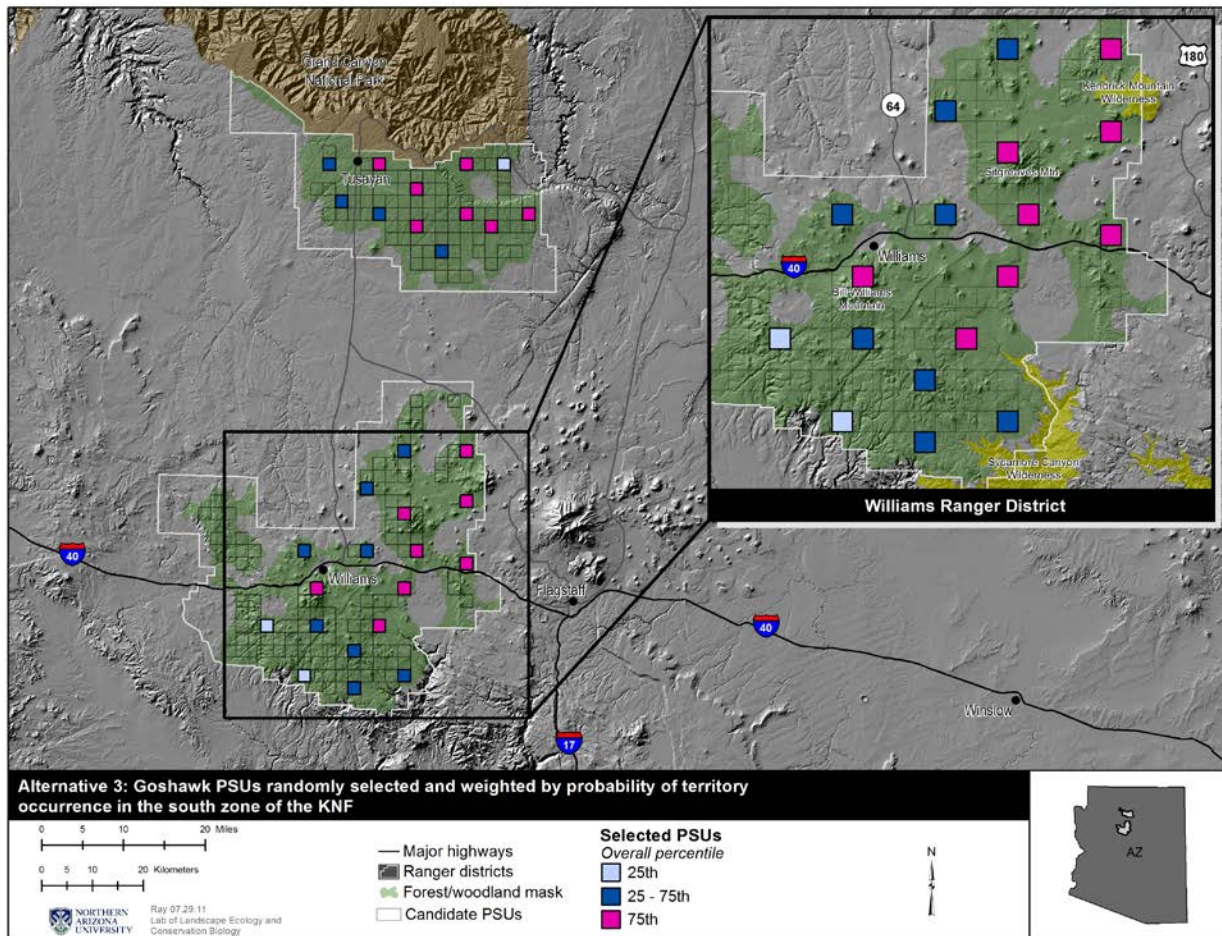 Grand Canyon
National Park
Tusayan
Williams
Flagstaff
Winslow
40
40
17
64
180
Kendrick Mountain
Wilderness
Sitgreaves Mtn
Williams
40
Bill Williams
Mountain
Sycamore Canyon
Wilderness
Williams Ranger District
Alternative 3: Goshawk PSUs randomly selected and weighted by probability of territory
occurrence in the south zone of the KNF
0 5 10 20 Miles
0 5 10 20 Kilometers
NORTHERN
ARIZONA
UNIVERSITY
Ray 07.29.11
Lab of Landscape Ecology and
Conservation Biology
Major highways
Ranger districts
Forest/woodland mask
Candidate PSUs
Selected PSUs
Overall percentile
25th
25 - 75th
75th
N
AZ